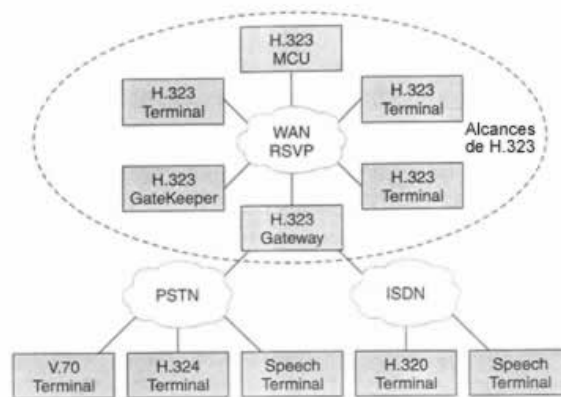 H.323
MCU
H.323
Terminal
H.323
Terminal
WAN
RSVP
Alcances
de H.323
H.323
GateKeeper
H.323
Terminal
H.323
Gateway
PSTN
ISDN
V.70
Terminal
H.324
Terminal
Speech
Terminal
H.320
Terminal
Speech
Terminal